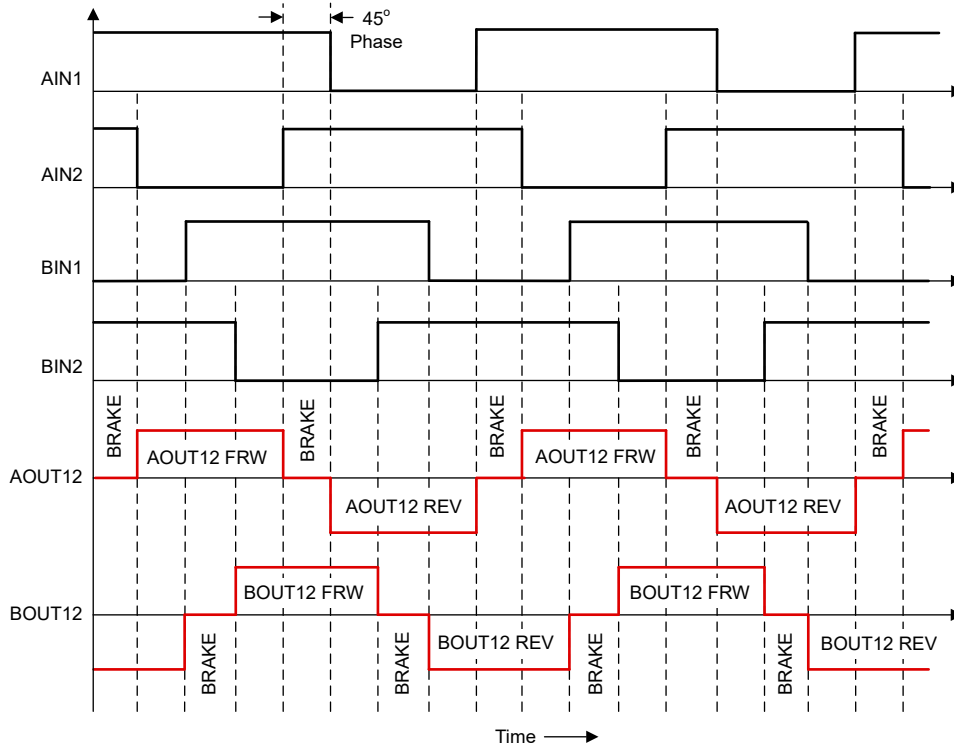 45° Phase
AIN1
AIN2
BIN1
BIN2
BRAKE
BRAKE
BRAKE
BRAKE
BRAKE
AOUT12 FRW
AOUT12 FRW
AOUT12
AOUT12 REV
AOUT12 REV
BOUT12 FRW
BOUT12 FRW
BOUT12
BOUT12 REV
BOUT12 REV
BRAKE
BRAKE
BRAKE
BRAKE
Time